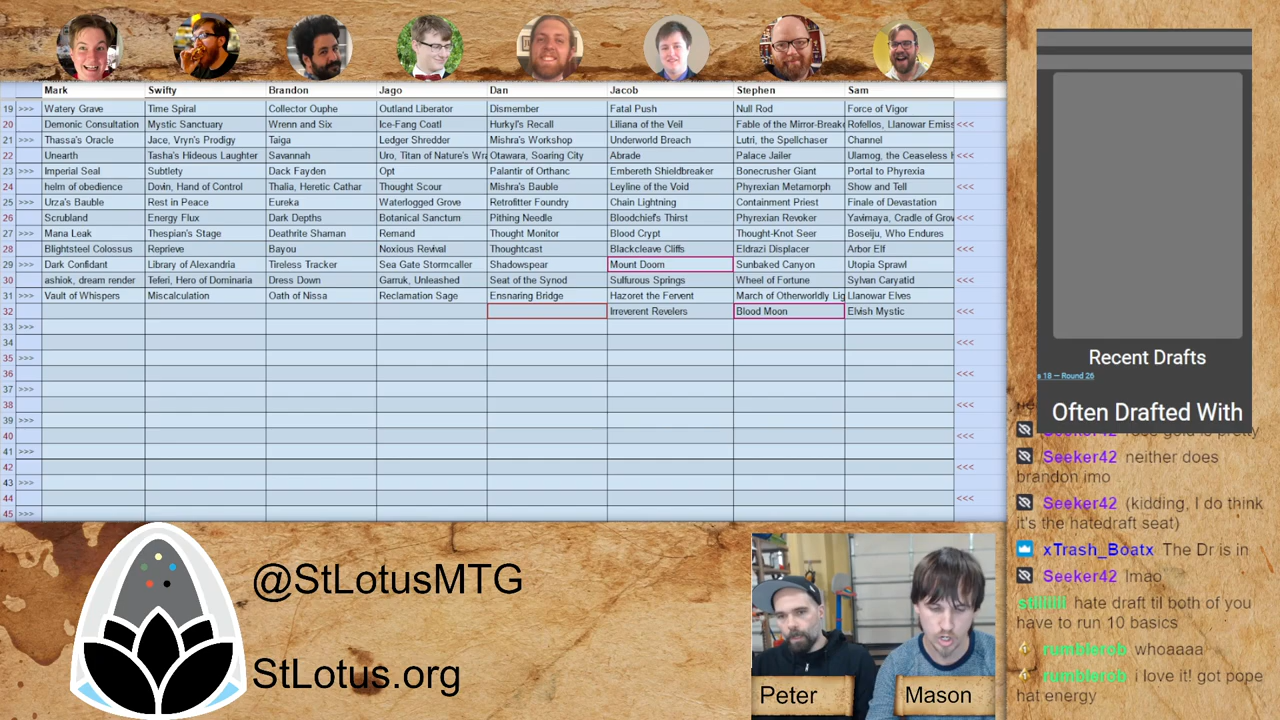 Mark Swifty Brandon Jago Dan Jacob Stephen Sam
19 >>> Watery Grave Time Spiral Collector Ouphe Outland Liberator Dismember Fatal Push Null Rod Force of Vigor
20 Demonic Consultation Mystic Sanctuary Wrenn and Six Ice-Fang Coatl Hurkyl's Recall Liliana of the Veil Fable of the Mirror-Breake Rofellos, Llanowar Emiss <<<
21 >>> Thassa's Oracle Jace, Vryn's Prodigy Taiga Ledger Shredder Mishra's Workshop Underworld Breach Lutri, the Spellchaser Channel
22 Unearth Tasha's Hideous Laughter Savannah Uro, Titan of Nature's Wra Otawara, Soaring City Abrade Palace Jailer Ulamog, the Ceaseless H <<<
23 >>> Imperial Seal Subtlety Dack Fayden Opt Palantir of Orthanc Embereth Shieldbreaker Bonecrusher Giant Portal to Phyrexia
24 helm of obedience Dovin, Hand of Control Thalia, Heretic Cathar Thought Scour Mishra's Bauble Leyline of the Void Phyrexian Metamorph Show and Tell <<<
25 >>> Urza's Bauble Rest in Peace Eureka Waterlogged Grove Retrofitter Foundry Chain Lightning Containment Priest Finale of Devastation
26 Scrubland Energy Flux Dark Depths Botanical Sanctum Pithing Needle Bloodchief's Thirst Phyrexian Revoker Yavimaya, Cradle of Grow <<<
27 >>> Mana Leak Thespian's Stage Deathrite Shaman Remand Thought Monitor Blood Crypt Thought-Knot Seer Boseiju, Who Endures
28 Blightsteel Colossus Reprieve Bayou Noxious Revival Thoughtcast Blackcleave Cliffs Eldrazi Displacer Arbor Elf <<<
29 >>> Dark Confidant Library of Alexandria Tireless Tracker Sea Gate Stormcaller Shadowspear Mount Doom Sunbaked Canyon Utopia Sprawl
30 ashiok, dream render Teferi, Hero of Dominaria Dress Down Garruk, Unleashed Seat of the Synod Sulfurous Springs Wheel of Fortune Sylvan Caryatid <<<
31 >>> Vault of Whispers Miscalculation Oath of Nissa Reclamation Sage Ensnaring Bridge Hazoret the Fervent March of Otherworldly Lig Llanowar Elves
32 Irreverent Revelers Blood Moon Elvish Mystic <<<
33 >>>
34 <<<
35 >>>
36 <<<
37 >>>
38 <<<
39 >>>
40 <<<
41 >>>
42 <<<
43 >>>
44 <<<
45 >>>
@StLotusMTG
StLotus.org
Peter
Mason
Recent Drafts
s 18 — Round 26
Often Drafted With
Seeker42 neither does
brandon imo
Seeker42 (kidding, I do think
it's the hatedraft seat)
xTrash_Boatx The Dr is in
Seeker42 lmao
hate draft til both of you
have to run 10 basics
rumblerob whoaaaa
rumblerob i love it! got pope
hat energy